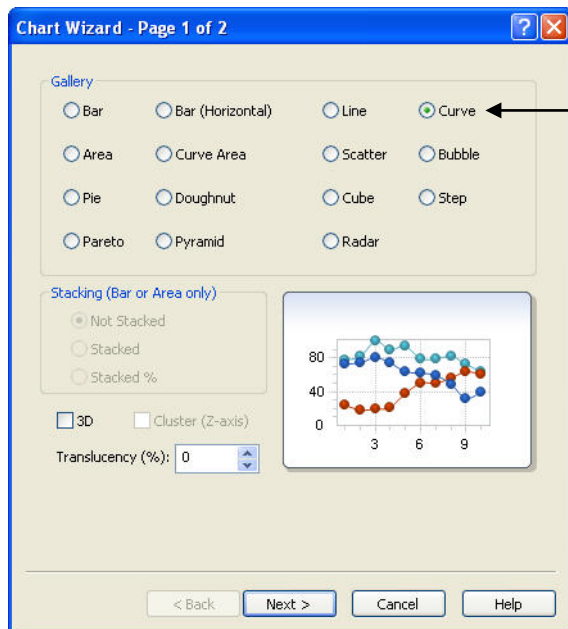 Chart Wizard - Page 1 of 2
Gallery
Bar Bar (Horizontal) Line Curve
Area Curve Area Scatter Bubble
Pie Doughnut Cube Step
Pareto Pyramid Radar
Stacking (Bar or Area only)
Not Stacked
Stacked
Stacked %
80
40
0
3 6 9
3D Cluster (Z-axis)
Translucency (%): 0
< Back Next > Cancel Help